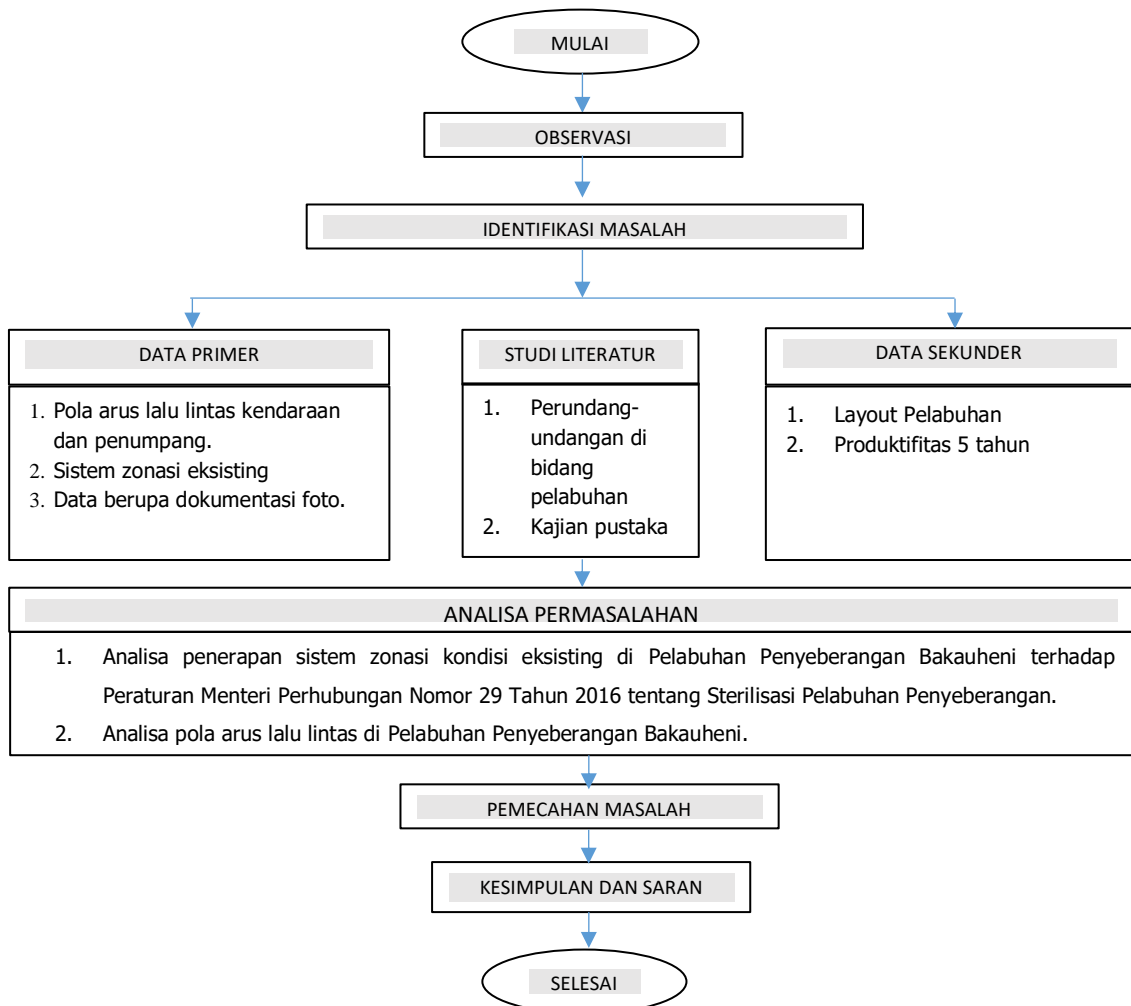 MULAI
OBSERVASI
IDENTIFIKASI MASALAH
DATA PRIMER
1. Pola arus lalu lintas kendaraan
dan penumpang.
2. Sistem zonasi eksisting
3. Data berupa dokumentasi foto.
STUDI LITERATUR
1. Perundang-
undangan di
bidang
pelabuhan
2. Kajian pustaka
DATA SEKUNDER
1. Layout Pelabuhan
2. Produktifitas 5 tahun
ANALISA PERMASALAHAN
1. Analisa penerapan sistem zonasi kondisi eksisting di Pelabuhan Penyeberangan Bakauheni terhadap
Peraturan Menteri Perhubungan Nomor 29 Tahun 2016 tentang Sterilisasi Pelabuhan Penyeberangan.
2. Analisa pola arus lalu lintas di Pelabuhan Penyeberangan Bakauheni.
PEMECAHAN MASALAH
KESIMPULAN DAN SARAN
SELESAI